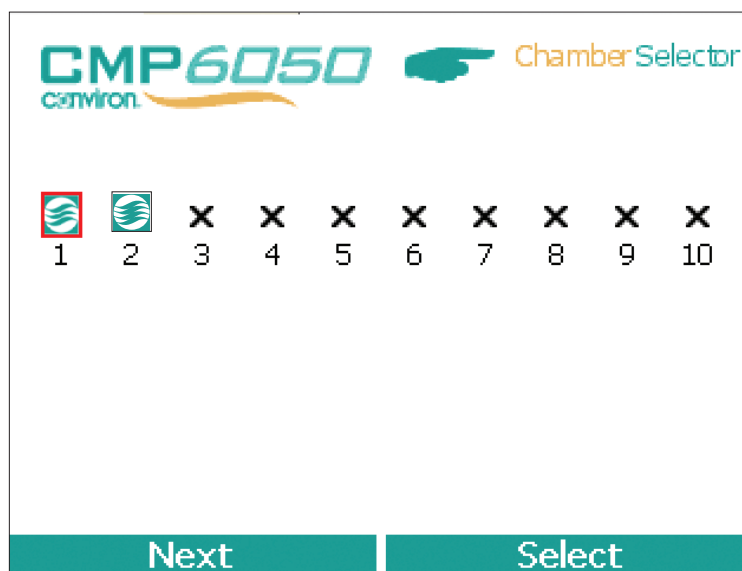 CMP6050 Chamber Selector
conviron.
X X X X X X X X
1 2 3 4 5 6 7 8 9 10
Next Select